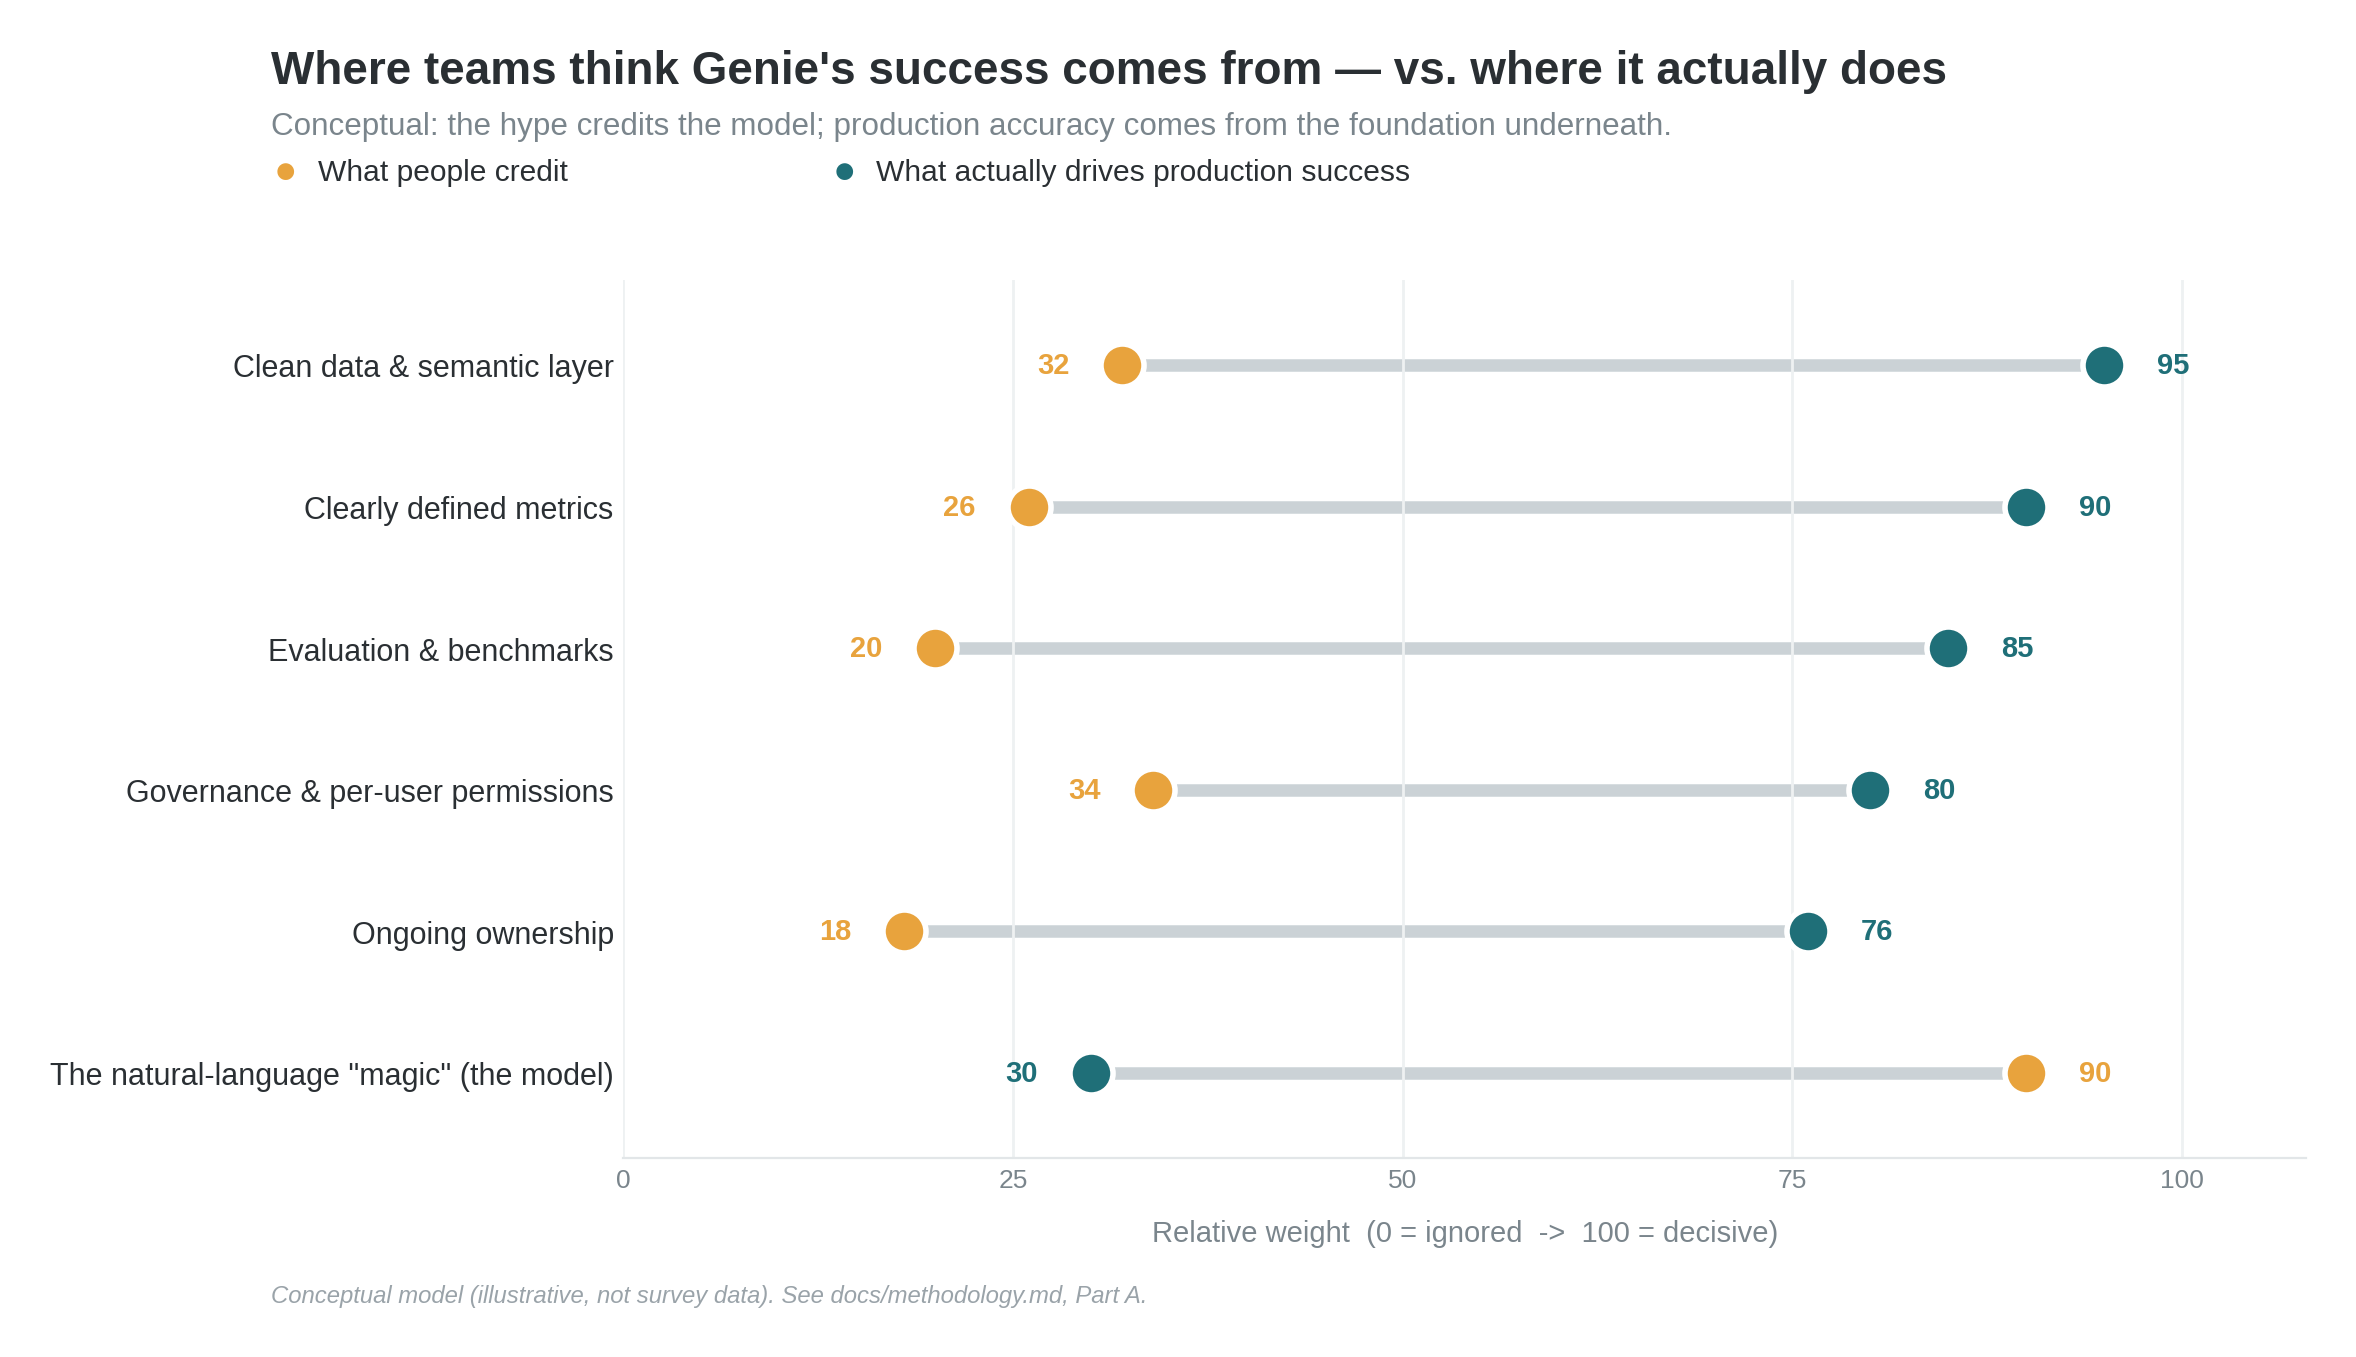 Where teams think Genie's success comes from — vs. where it actually does
Conceptual: the hype credits the model; production accuracy comes from the foundation underneath.
What people credit
What actually drives production success
Clean data & semantic layer
32
95
Clearly defined metrics
26
90
Evaluation & benchmarks
20
85
Governance & per-user permissions
34
80
Ongoing ownership
18
76
The natural-language "magic" (the model)
30
90
0
25
50
75
100
Relative weight  (0 = ignored  ->  100 = decisive)
Conceptual model (illustrative, not survey data). See docs/methodology.md, Part A.